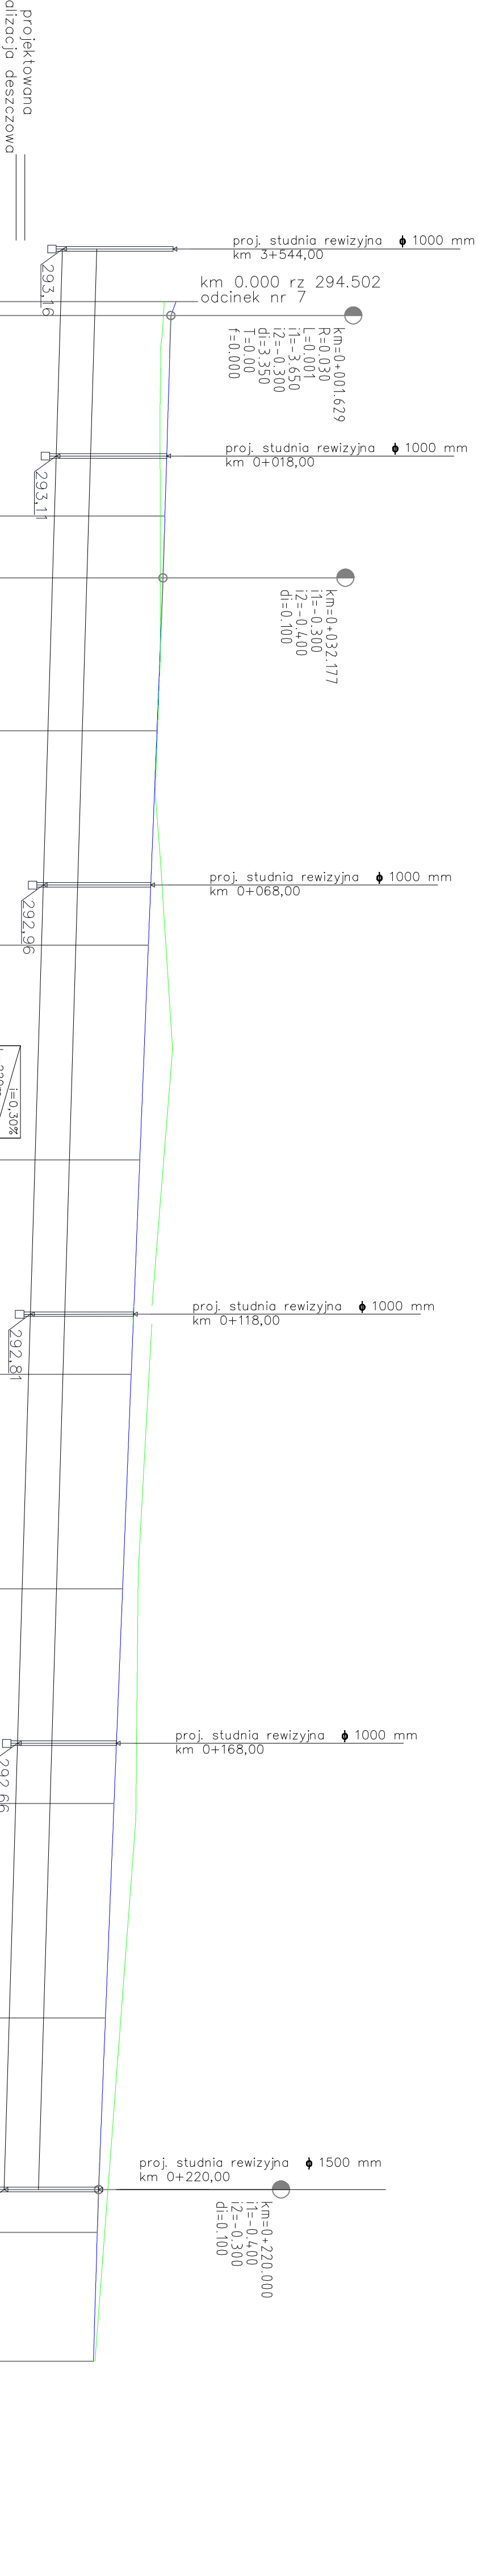 projektowana
alizacja deszczowa
proj. studnia rewizyjna ϕ 1000 mm
km 3+544,00
293,16
km 0.000 rz 294.502
odcinek nr 7
km=0+001.629
R=0.030
L=0.001
i1=-3.650
i2=-0.300
di=3.350
T=0.00
f=0.000
proj. studnia rewizyjna ϕ 1000 mm
km 0+018,00
293,11
km=0+032.177
i1=-0.300
i2=-0.400
di=0.100
proj. studnia rewizyjna ϕ 1000 mm
km 0+068,00
292,96
i=0,30%
proj. studnia rewizyjna ϕ 1000 mm
km 0+118,00
292,81
proj. studnia rewizyjna ϕ 1000 mm
km 0+168,00
292,66
proj. studnia rewizyjna ϕ 1500 mm
km 0+220,00
km=0+220.000
i1=-0.400
i2=-0.300
di=0.100